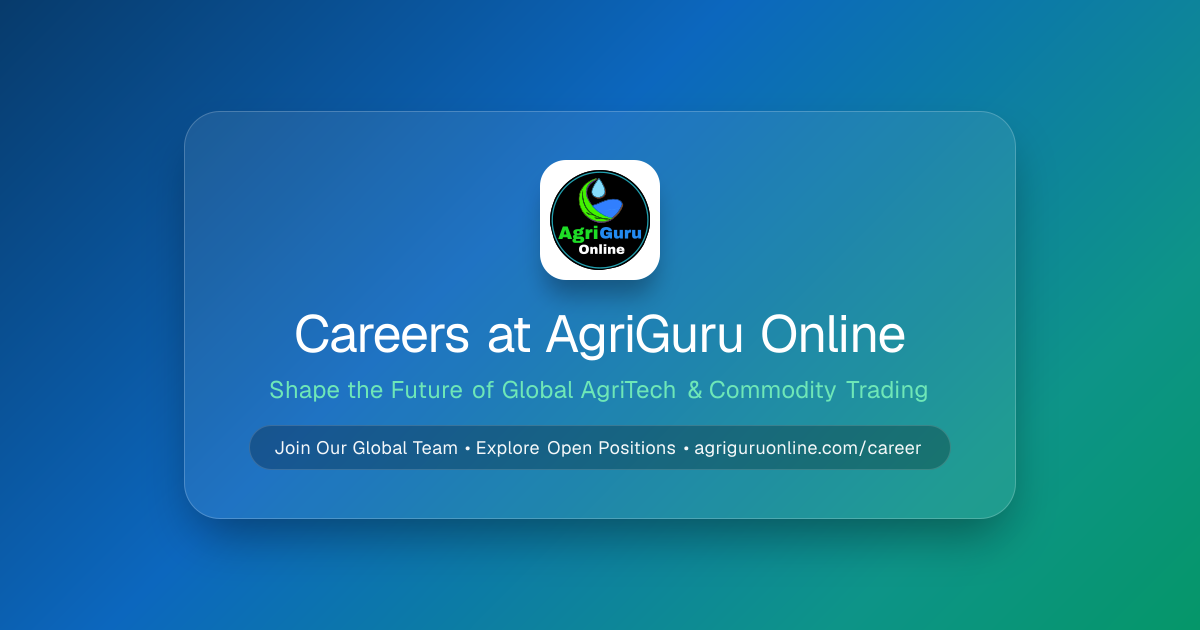 AgriGuru
Online
Careers at AgriGuru Online
Shape the Future of Global AgriTech & Commodity Trading
Join Our Global Team • Explore Open Positions • agriguruonline.com/career